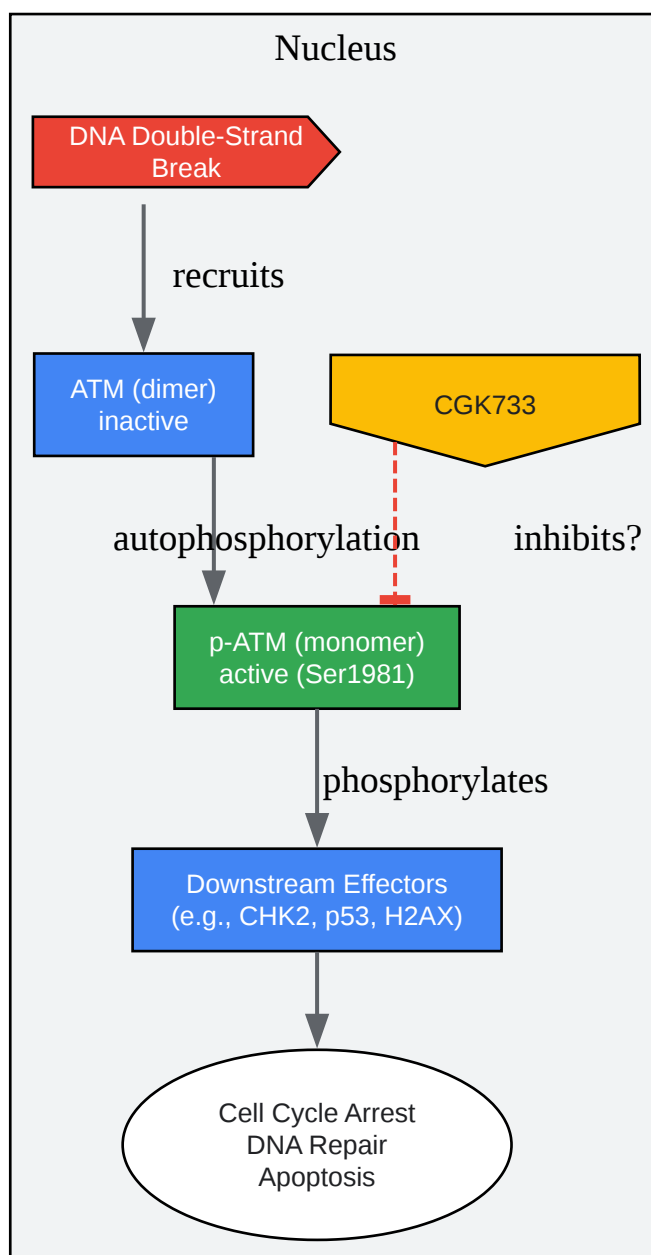 Nucleus
DNA Double-Strand
Break
recruits
ATM (dimer)
inactive
CGK733
autophosphorylation
inhibits?
p-ATM (monomer)
active (Ser1981)
phosphorylates
Downstream Effectors
(e.g., CHK2, p53, H2AX)
Cell Cycle Arrest
DNA Repair
Apoptosis